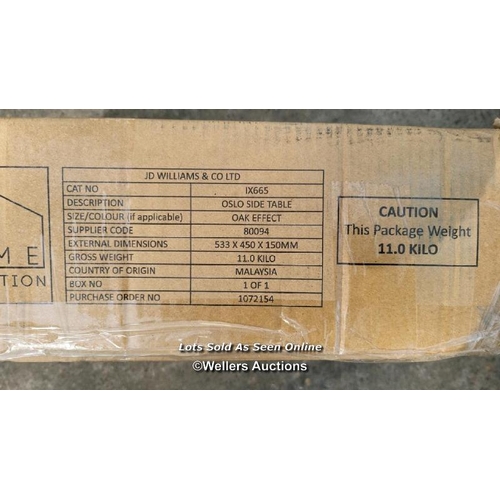 JD WILLIAMS & CO LTD
CAT NO IX665
DESCRIPTION OSLO SIDE TABLE
SIZE/COLOUR (if applicable) OAK EFFECT
SUPPLIER CODE 80094
EXTERNAL DIMENSIONS 533 X 450 X 150MM
GROSS WEIGHT 11.0 KILO
COUNTRY OF ORIGIN MALAYSIA
BOX NO 1 OF 1
PURCHASE ORDER NO 1072154
M E
TION
CAUTION
This Package Weight
11.0 KILO
Lots Sold As Seen Online
©Wellers Auctions